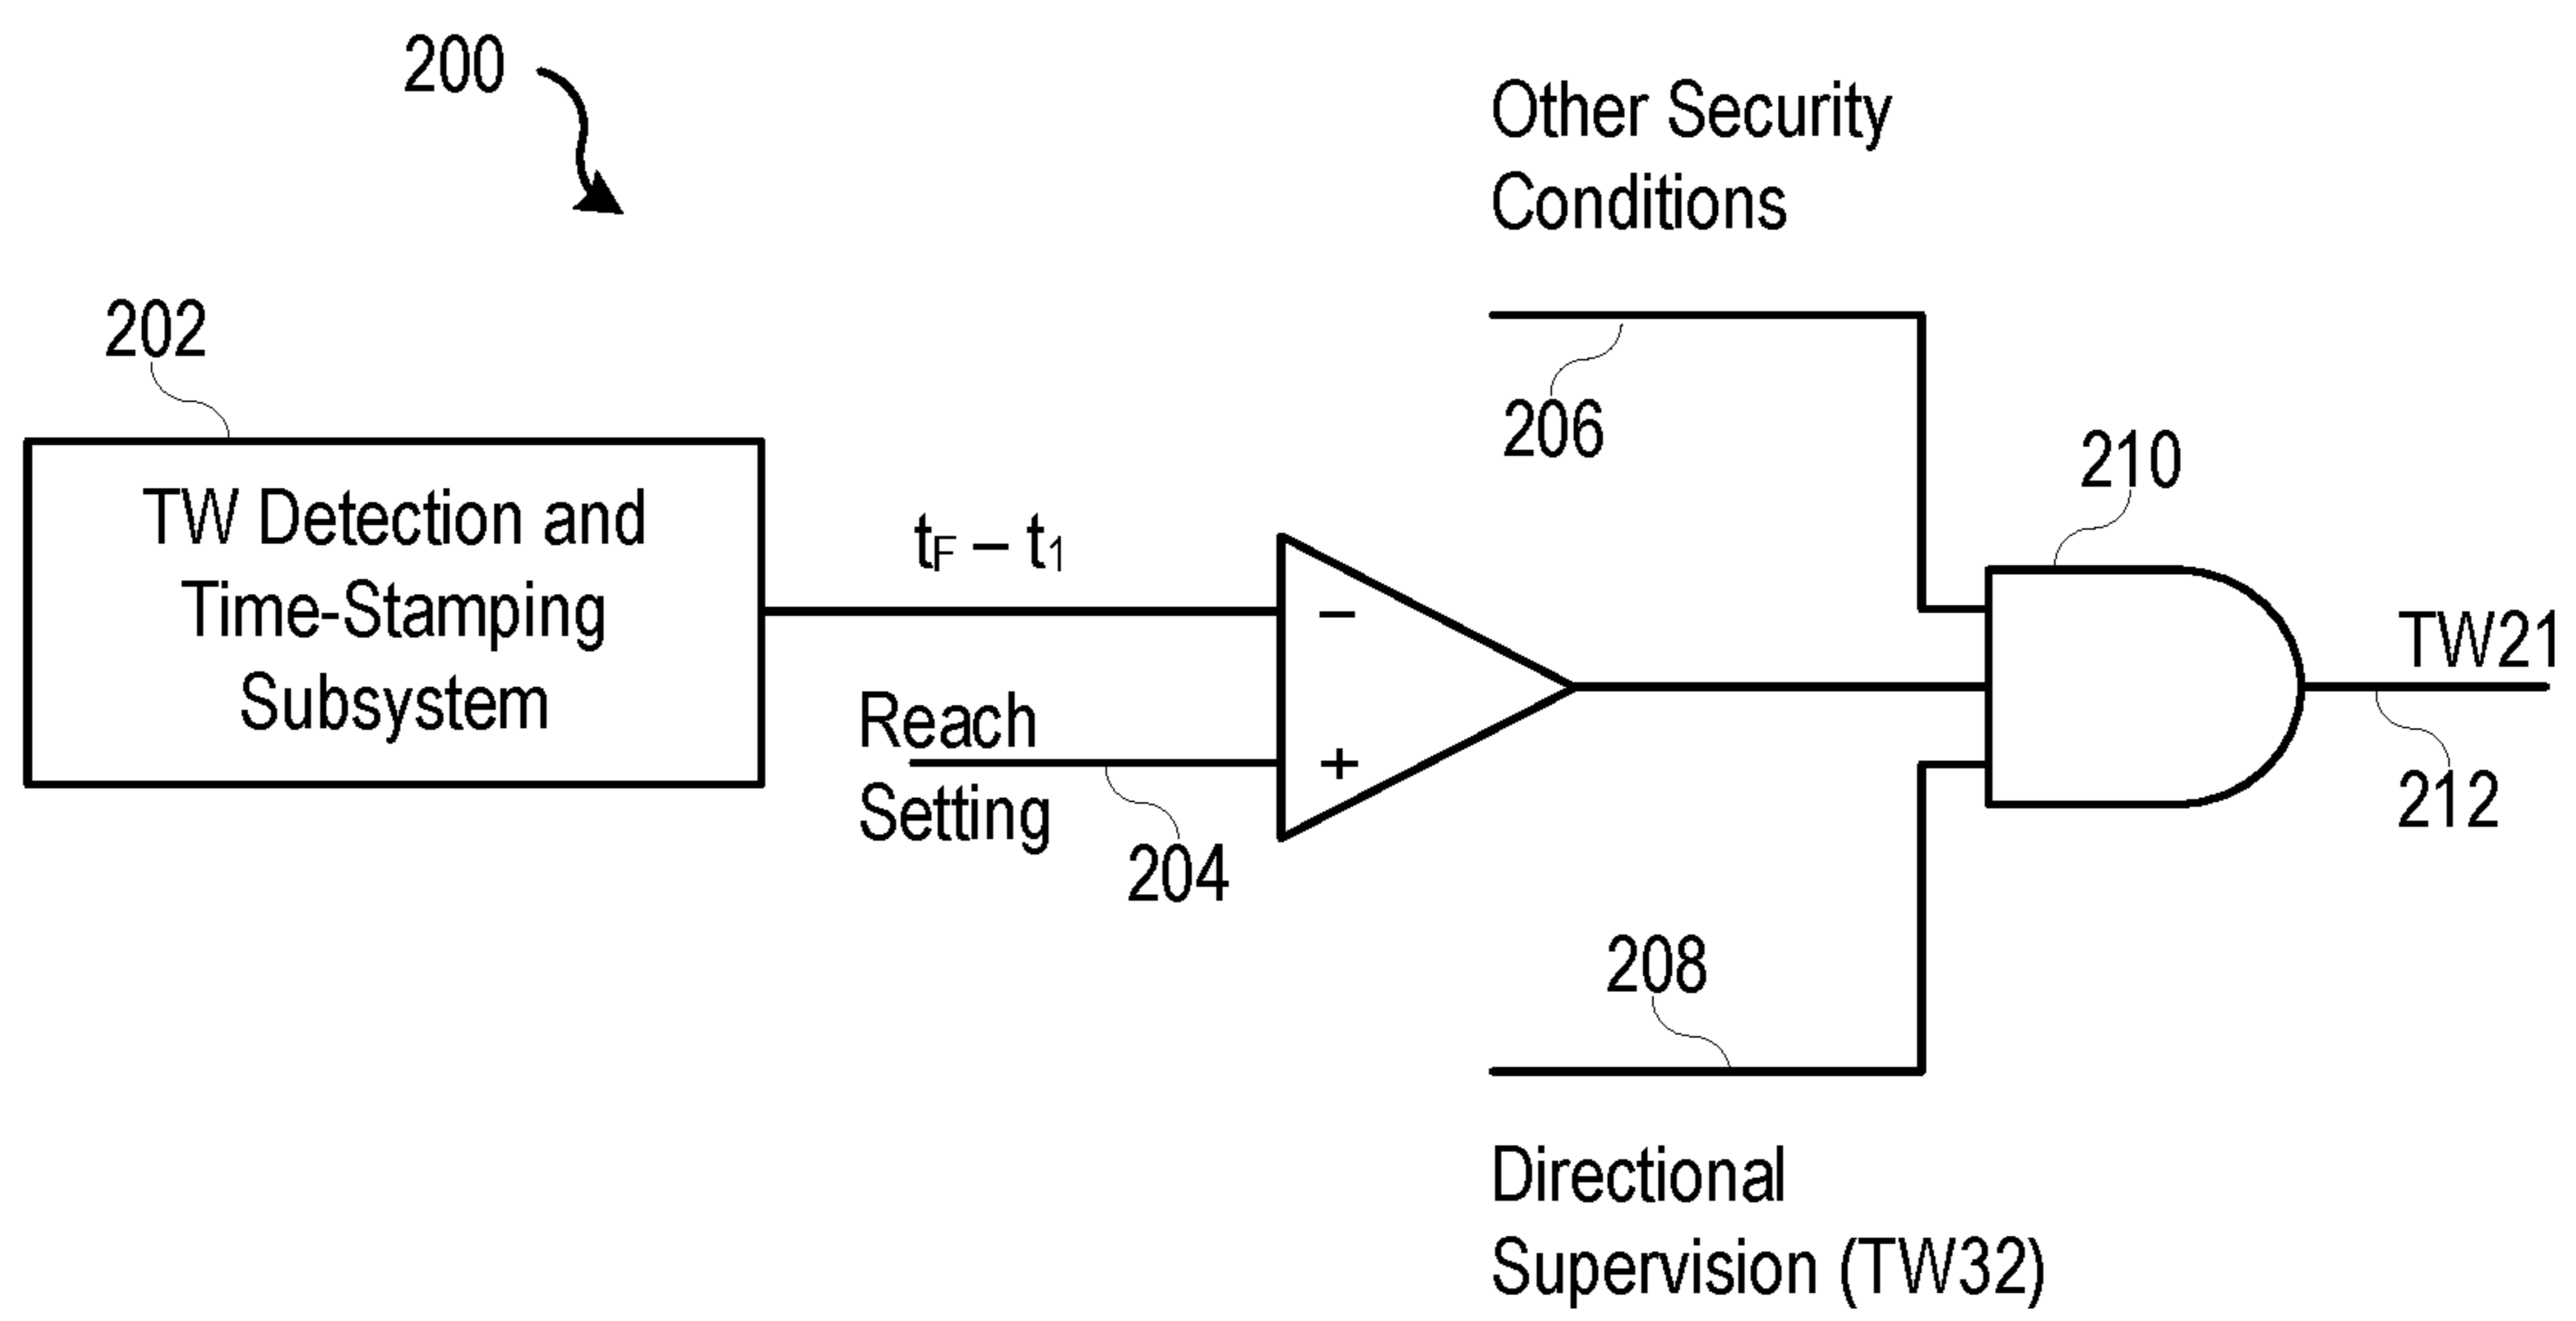 200
Other Security
Conditions
202
206
210
TW Detection and
Time-Stamping
Subsystem
tF – t1
–
Reach
Setting
+
204
TW21
212
208
Directional
Supervision (TW32)